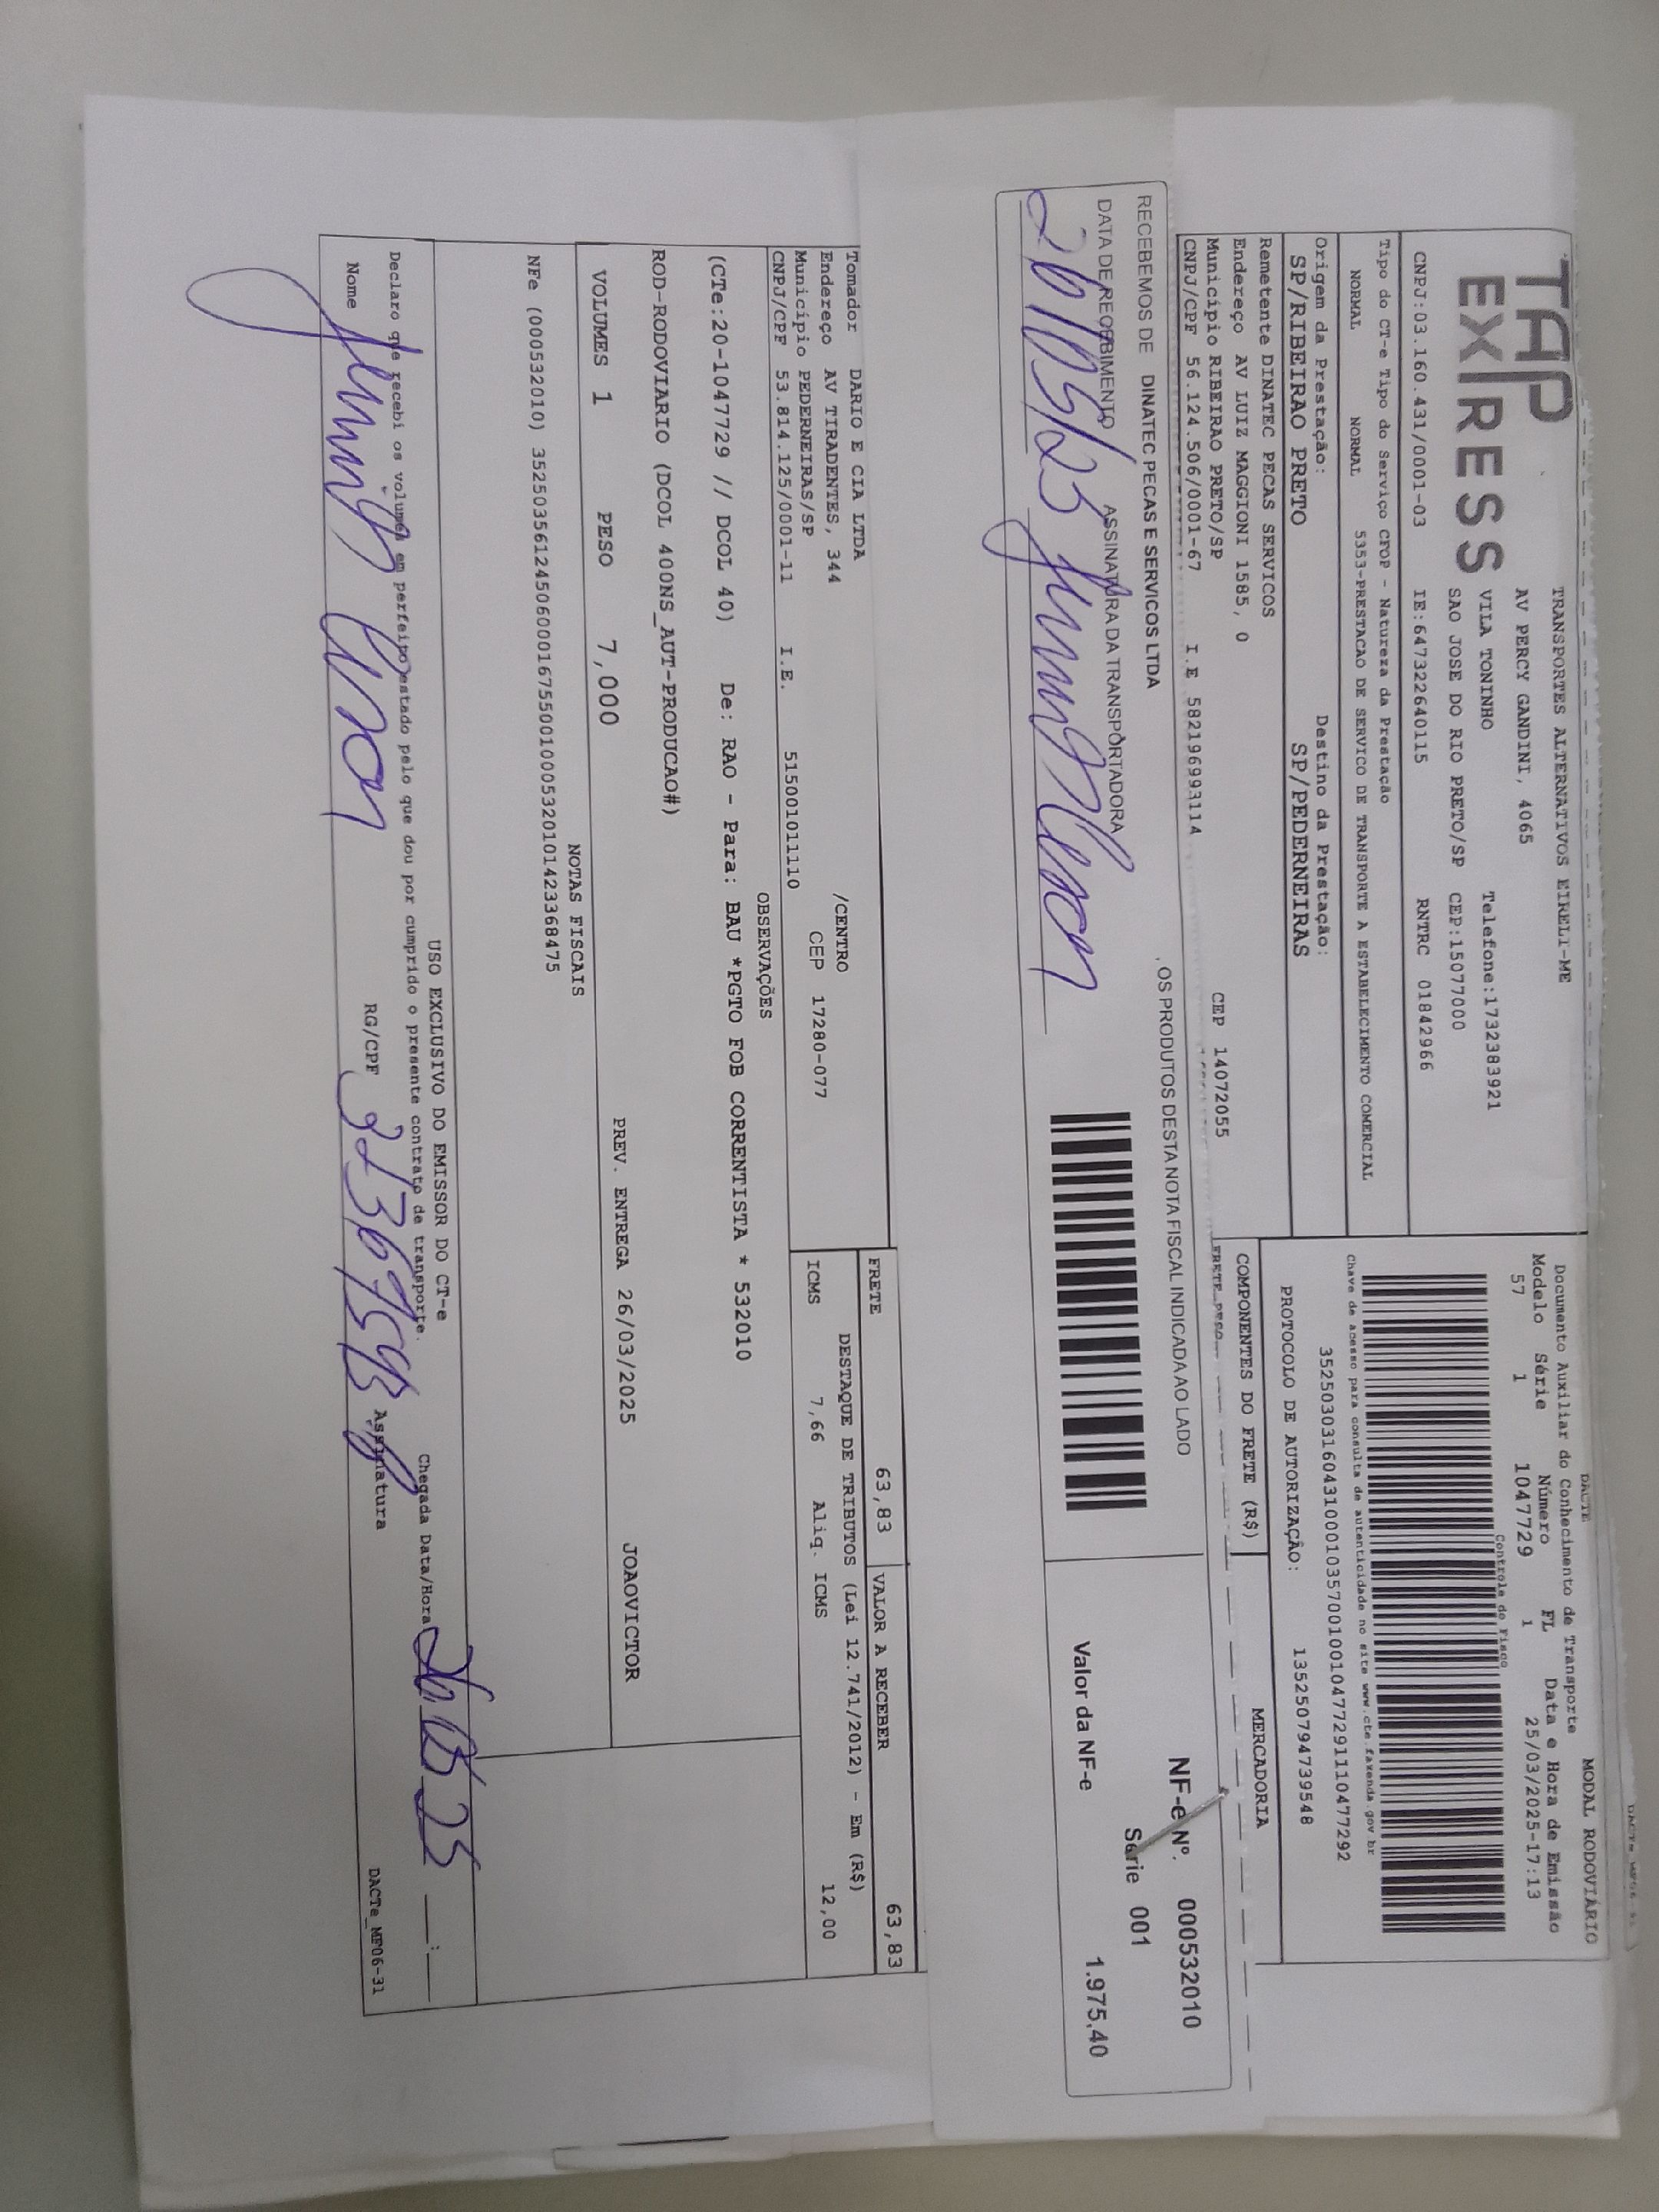 TAP
EXPRESS
TRANSPORTES ALTERNATIVOS EIRELI-ME
AV PERCY GANDINI, 4065
VILA TONINHO Telefone:1732383921
SAO JOSE DO RIO PRETO/SP CEP:15077000
CNPJ:03.160.431/0001-03 IE:647322640115 RNTRC 01842966
DACTE MODAL RODOVIÁRIO
Documento Auxiliar do Conhecimento de Transporte
Modelo Série Número FL Data e Hora de Emissão
57 1 1047729 1 25/03/2025-17:13
Controle do Fisco
Tipo do CT-e Tipo do Serviço CFOP - Natureza da Prestação
NORMAL NORMAL 5353-PRESTACAO DE SERVICO DE TRANSPORTE A ESTABELECIMENTO COMERCIAL
Chave de acesso para consulta de autenticidade no site www.cte.fazenda.gov.br
35250303160431000103570010010477291110477292
Origem da Prestação: Destino da Prestação:
SP/RIBEIRAO PRETO SP/PEDERNEIRAS
PROTOCOLO DE AUTORIZAÇÃO: 135250794739548
Remetente DINATEC PECAS SERVICOS
Endereço AV LUIZ MAGGIONI 1585, 0
Município RIBEIRAO PRETO/SP CEP 14072055
CNPJ/CPF 56.124.506/0001-67 I.E 582196993114
COMPONENTES DO FRETE (R$) MERCADORIA
FRETE PESO
RECEBEMOS DE DINATEC PECAS E SERVICOS LTDA , OS PRODUTOS DESTA NOTA FISCAL INDICADA AO LADO
DATA DE RECEBIMENTO ASSINATURA DA TRANSPORTADORA
NF-e Nº. 000532010
Série 001
Valor da NF-e 1.975,40
Tomador DARIO E CIA LTDA
Endereço AV TIRADENTES, 344 /CENTRO
Município PEDERNEIRAS/SP CEP 17280-077
CNPJ/CPF 53.814.125/0001-11 I.E. 515001011110
FRETE 63,83 VALOR A RECEBER 63,83
DESTAQUE DE TRIBUTOS (Lei 12.741/2012) - Em (R$)
ICMS 7,66 Aliq. ICMS 12,00
OBSERVAÇÕES
(CTe:20-1047729 // DCOL 40) De: RAO - Para: BAU *PGTO FOB CORRENTISTA * 532010
ROD-RODOVIARIO (DCOL 400NS_AUT-PRODUCAO#)
VOLUMES 1 PESO 7,000 PREV. ENTREGA 26/03/2025 JOAOVICTOR
NOTAS FISCAIS
NFe (000532010) 35250356124506000167550010005320101423368475
USO EXCLUSIVO DO EMISSOR DO CT-e
Declaro que recebi os volumes em perfeito estado pelo que dou por cumprido o presente contrato de transporte.
Chegada Data/Hora 26 03 25
Nome RG/CPF Assinatura
DACTe_MF06-31